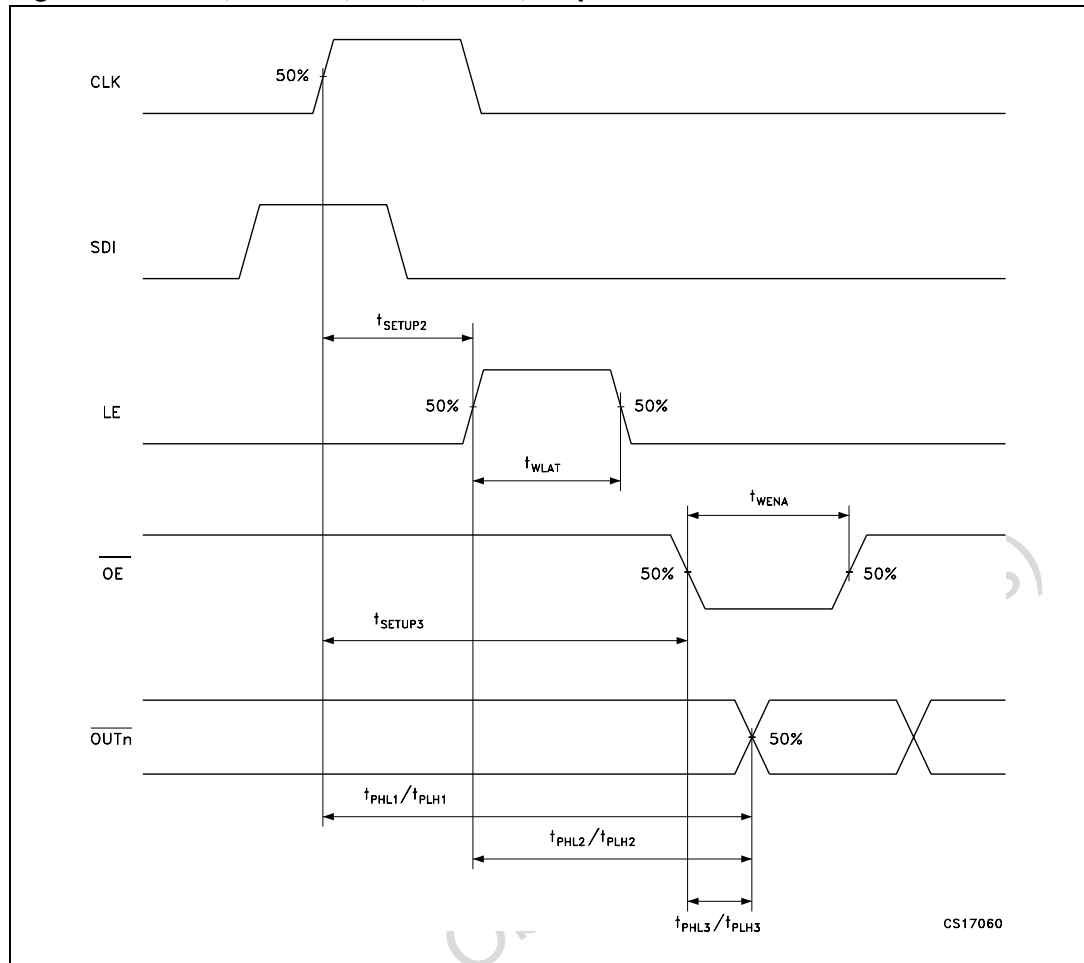 50%
CLK
SDI
tSETUP2
50%
50%
LE
tWLAT
tWENA
OE
50%
50%
tSETUP3
OUTn
50%
tPHL1/tPLH1
tPHL2/tPLH2
tPHL3/tPLH3
CS17060